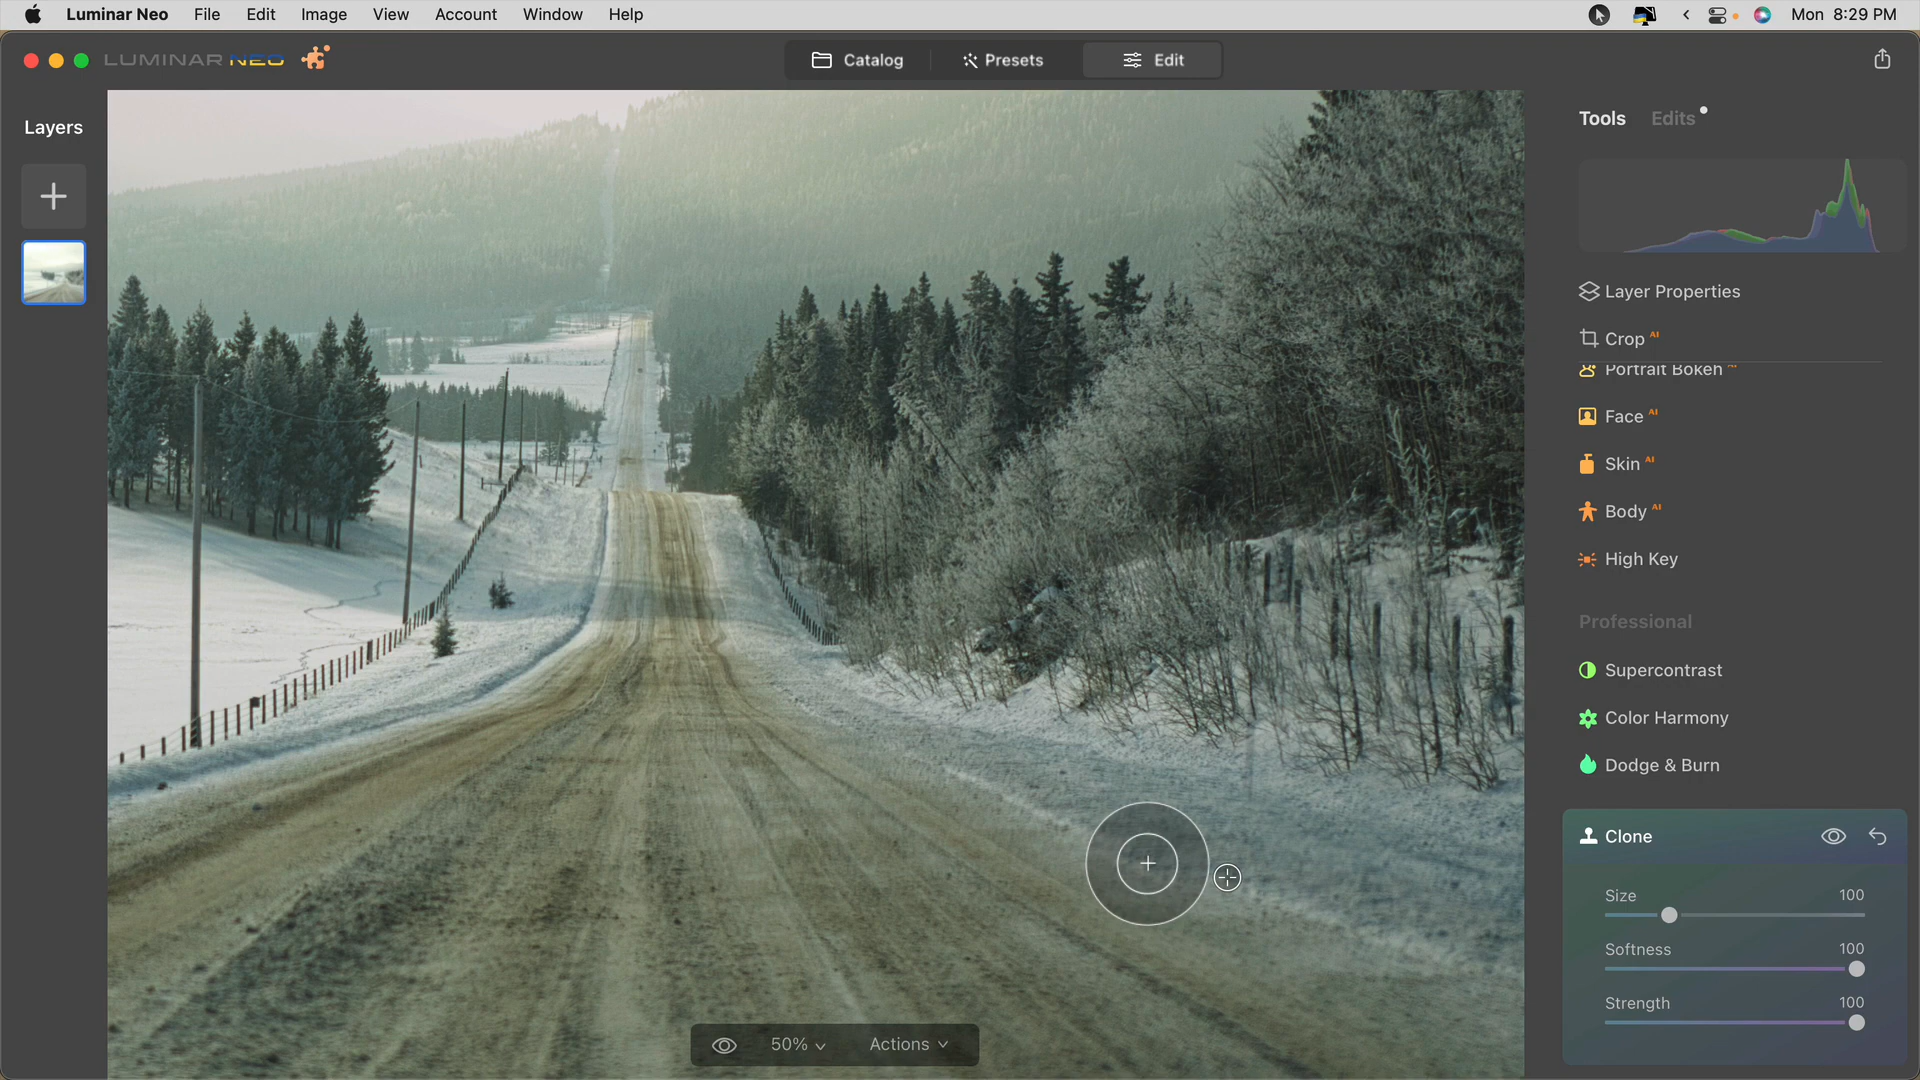 Luminar Neo File Edit Image View Account Window Help Mon 8:29 PM
LUMINAR NEO Catalog Presets Edit
Layers
Tools Edits
Layer Properties
Crop AI
Portrait Bokeh AI
Face AI
Skin AI
Body AI
High Key
Professional
Supercontrast
Color Harmony
Dodge & Burn
Clone
Size 100
Softness 100
Strength 100
50% Actions